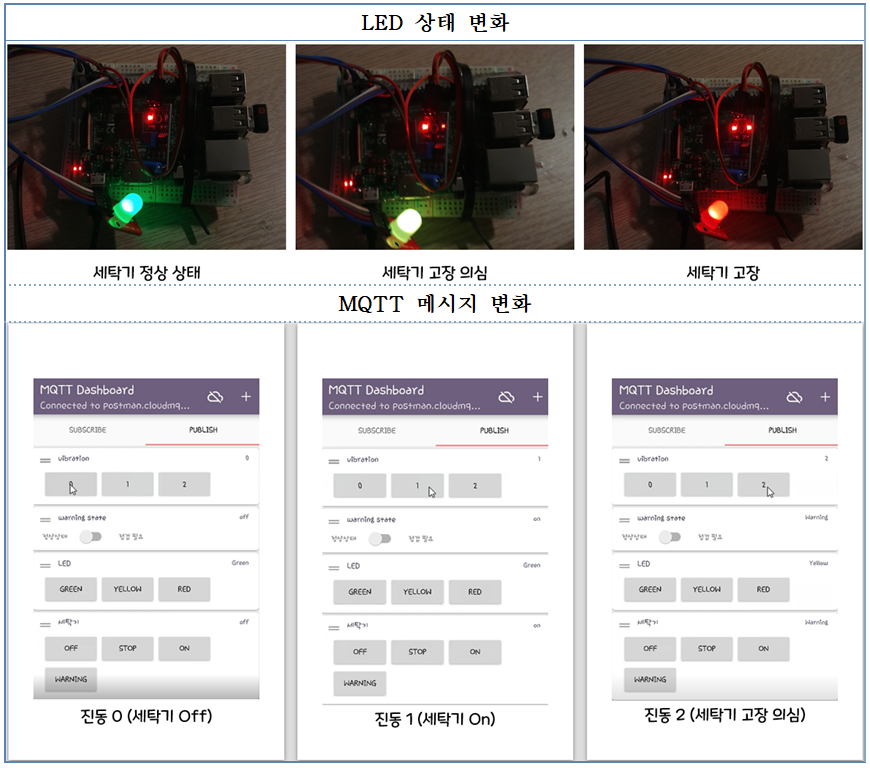 LED 상태 변화
세탁기 정상 상태
세탁기 고장 의심
세탁기 고장
MQTT 메시지 변화
MQTT Dashboard
Connected to postman.cloudmq...
SUBSCRIBE PUBLISH
vibration 0
0 1 2
warning state off
정상상태 점검 필요
LED Green
GREEN YELLOW RED
세탁기 off
OFF STOP ON
WARNING
진동 0 (세탁기 Off)
MQTT Dashboard
Connected to postman.cloudmq...
SUBSCRIBE PUBLISH
vibration 1
0 1 2
warning state on
정상상태 점검 필요
LED Green
GREEN YELLOW RED
세탁기 on
OFF STOP ON
WARNING
진동 1 (세탁기 On)
MQTT Dashboard
Connected to postman.cloudmq...
SUBSCRIBE PUBLISH
vibration 2
0 1 2
warning state Warning
정상상태 점검 필요
LED Yellow
GREEN YELLOW RED
세탁기 Warning
OFF STOP ON
WARNING
진동 2 (세탁기 고장 의심)